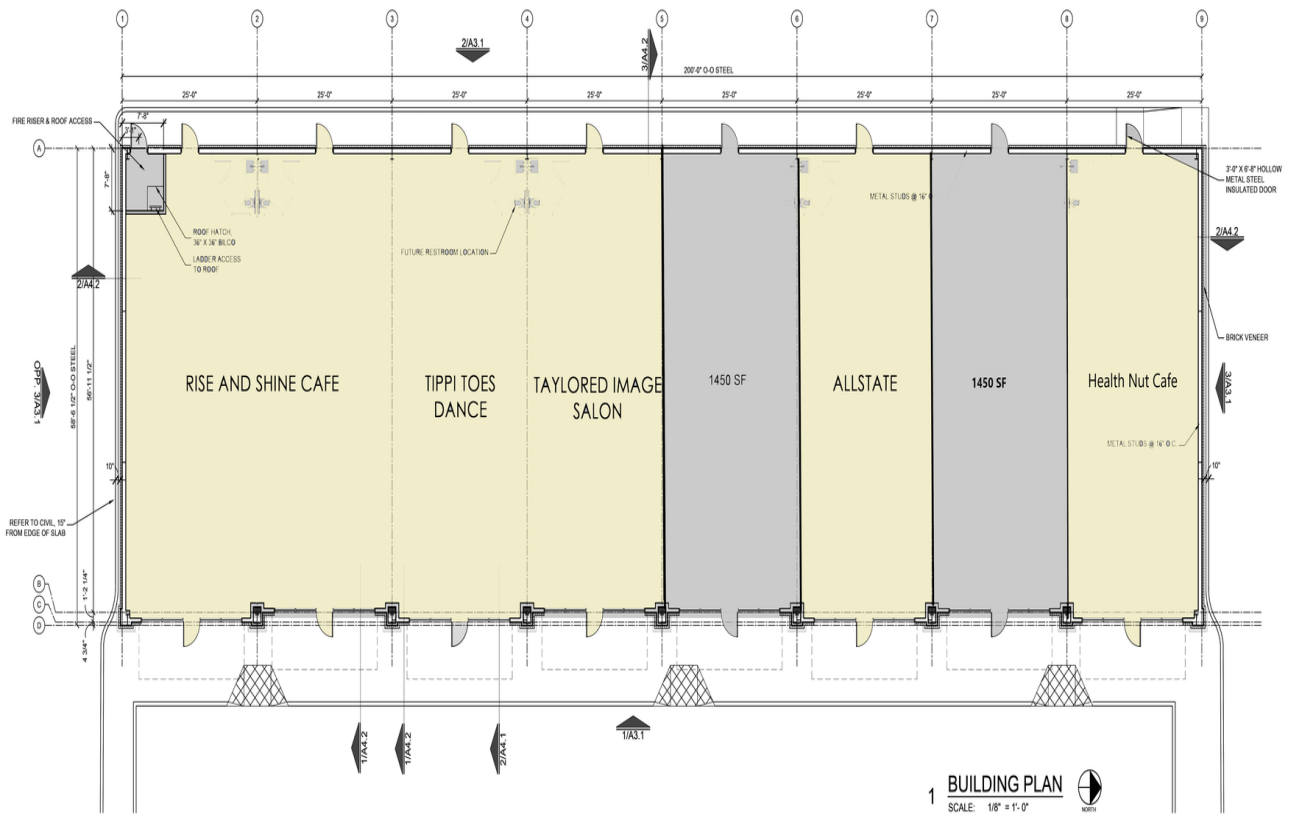 1 2 3 4 5 6 7 8 9
2/A3.1
3/A4.2
200'-0" O-O STEEL
25'-0" 25'-0" 25'-0" 25'-0" 25'-0" 25'-0" 25'-0" 25'-0"
FIRE RISER & ROOF ACCESS
7'-8"
A
7'-8"
3'-0" X 6'-8" HOLLOW
METAL STEEL
INSULATED DOOR
METAL STUDS @ 16" O
ROOF HATCH,
36" X 36" BILCO
LADDER ACCESS
TO ROOF
FUTURE RESTROOM LOCATION
2/A4.2
2/A4.2
BRICK VENEER
OPP. 3/A3.1
56'-11 1/2"
RISE AND SHINE CAFE
TIPPI TOES
DANCE
TAYLORED IMAGE
SALON
1450 SF
ALLSTATE
1450 SF
Health Nut Cafe
3/A3.1
METAL STUDS @ 16" O.C.
10"
10"
REFER TO CIVIL, 15"
FROM EDGE OF SLAB
B
C
D
1'-2 1/4"
4 3/4"
1/A4.2
1/A4.2
2/A4.1
1/A3.1
1 BUILDING PLAN
SCALE: 1/8" = 1'- 0"
NORTH